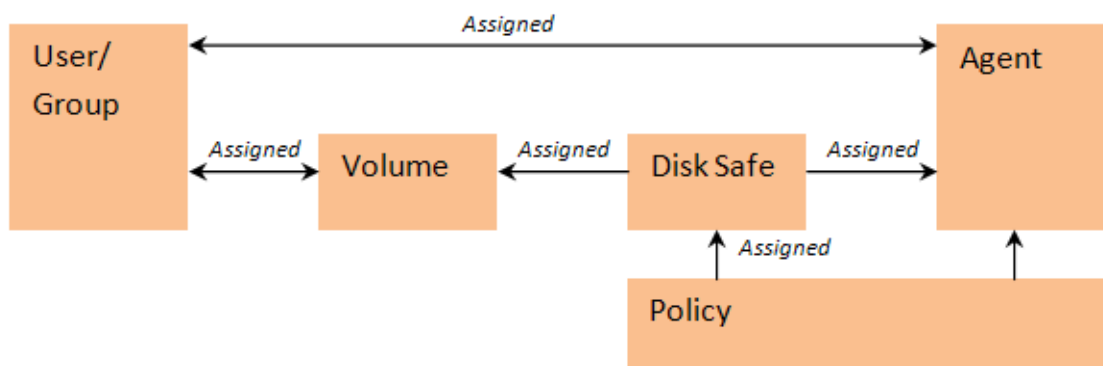 Assigned
User/
Group
Agent
Assigned
Volume
Assigned
Disk Safe
Assigned
Assigned
Policy